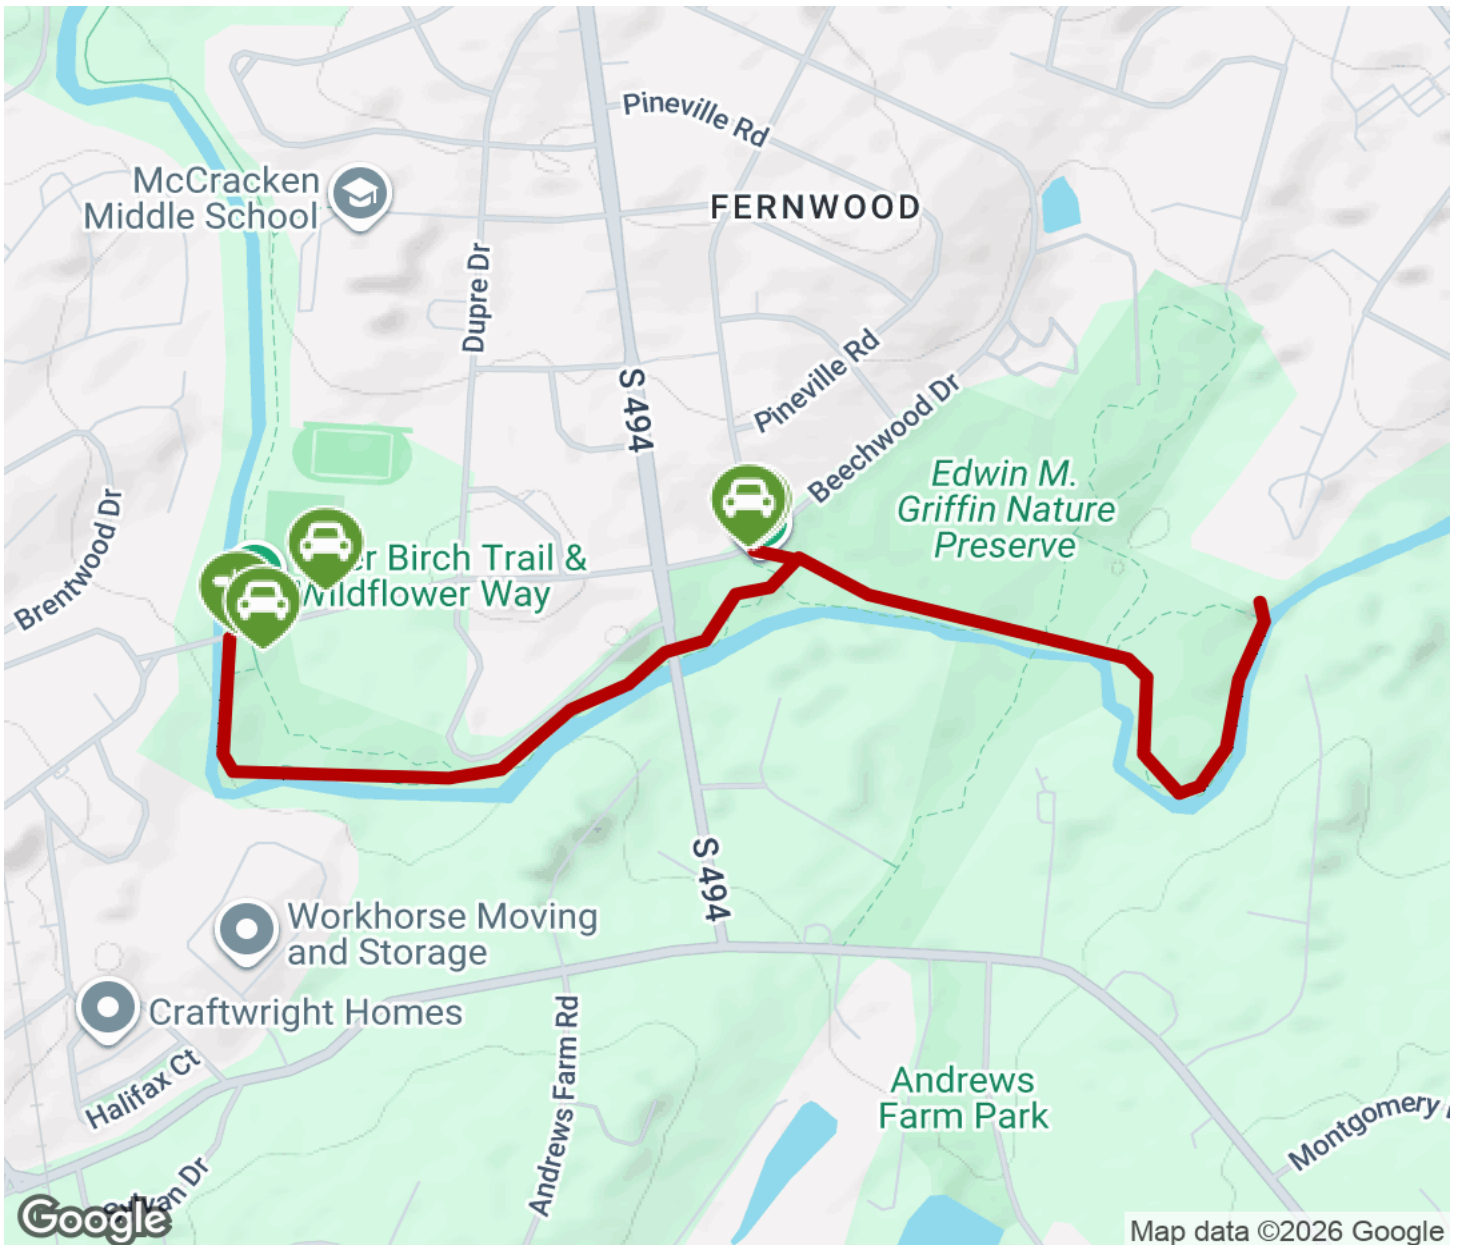 Pineville Rd
McCracken
Middle School
FERNWOOD
Dupre Dr
S 494
Pineville Rd
Beechwood Dr
Edwin M.
Griffin Nature
Preserve
Brentwood Dr
Birch Trail &
Wildflower Way
S 494
Workhorse Moving
and Storage
Craftwright Homes
Halifax Ct
Andrews Farm Rd
Andrews
Farm Park
Montgomery
Dr
Google
Map data ©2026 Google